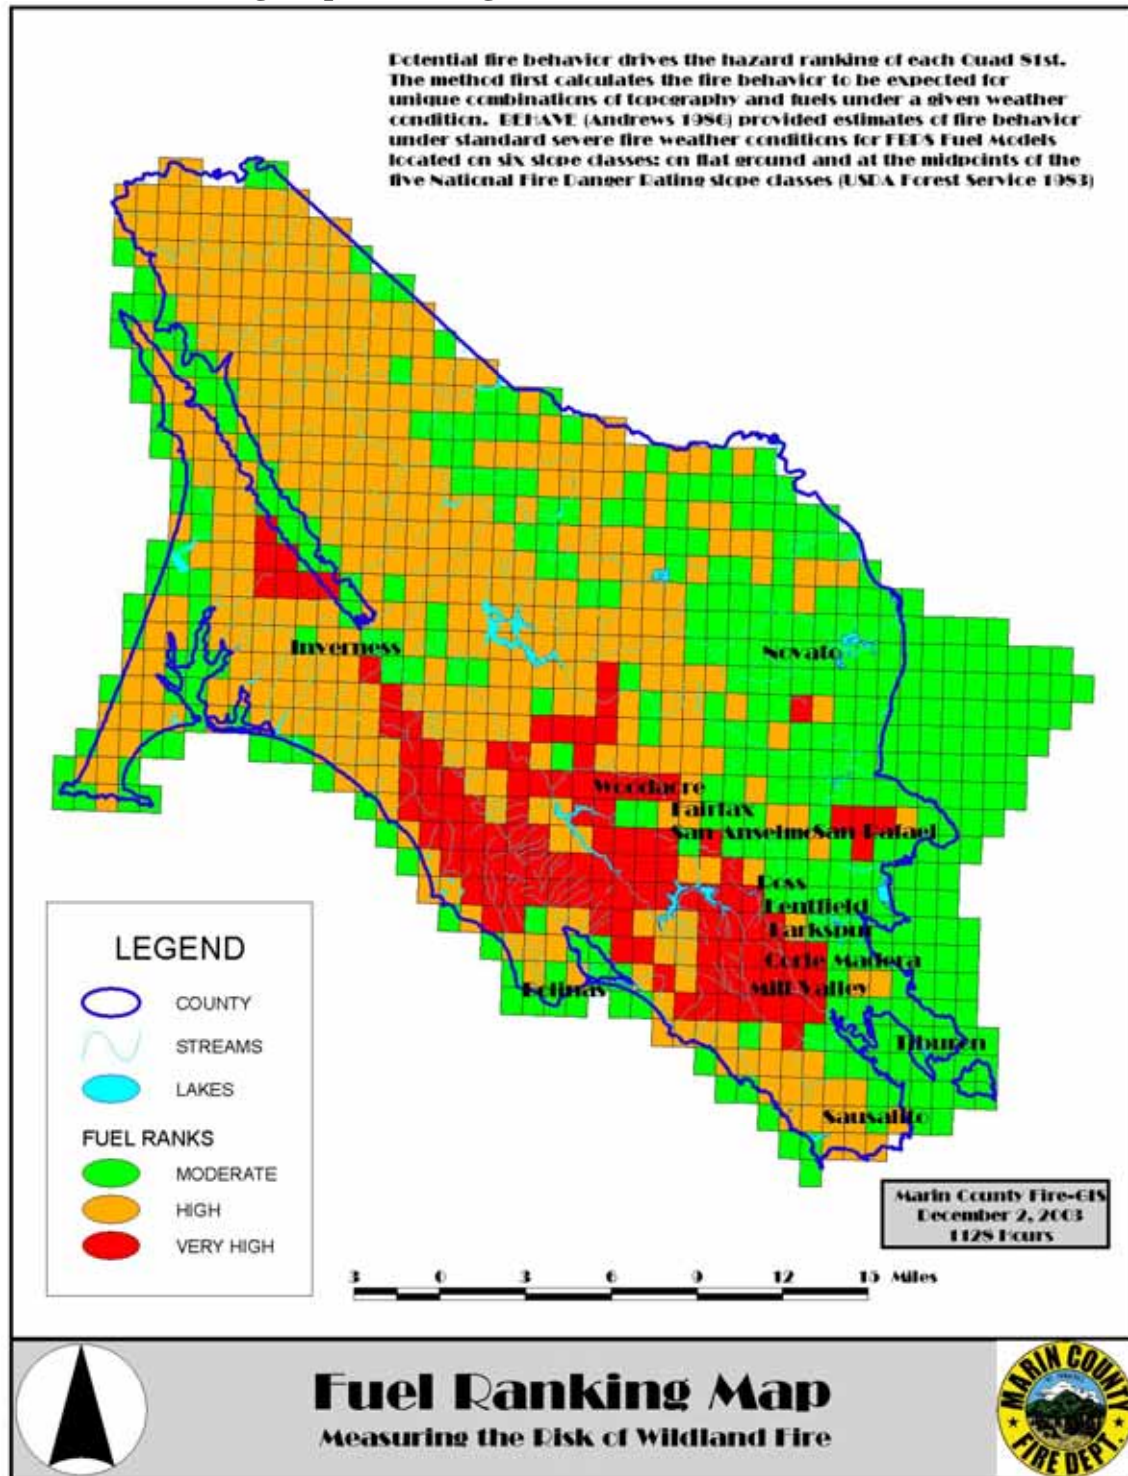 Potential fire behavior drives the hazard ranking of each Quad 81st.
The method first calculates the fire behavior to be expected for
unique combinations of topography and fuels under a given weather
condition. BEHAVE (Andrews 1986) provided estimates of fire behavior
under standard severe fire weather conditions for FBPS Fuel Models
located on six slope classes: on flat ground and at the midpoints of the
five National Fire Danger Rating slope classes (USDA Forest Service 1983)
Inverness
Novato
Woodacre
Fairfax
San Anselmo
San Rafael
Ross
Kentfield
Larkspur
Corte Madera
Mill Valley
Bolinas
Tiburon
Sausalito
LEGEND
COUNTY
STREAMS
LAKES
FUEL RANKS
MODERATE
HIGH
VERY HIGH
Marin County Fire-GIS
December 2, 2003
1128 Hours
3 0 3 6 9 12 15 Miles
Fuel Ranking Map
Measuring the Risk of Wildland Fire
MARIN COUNTY
FIRE DEPT.